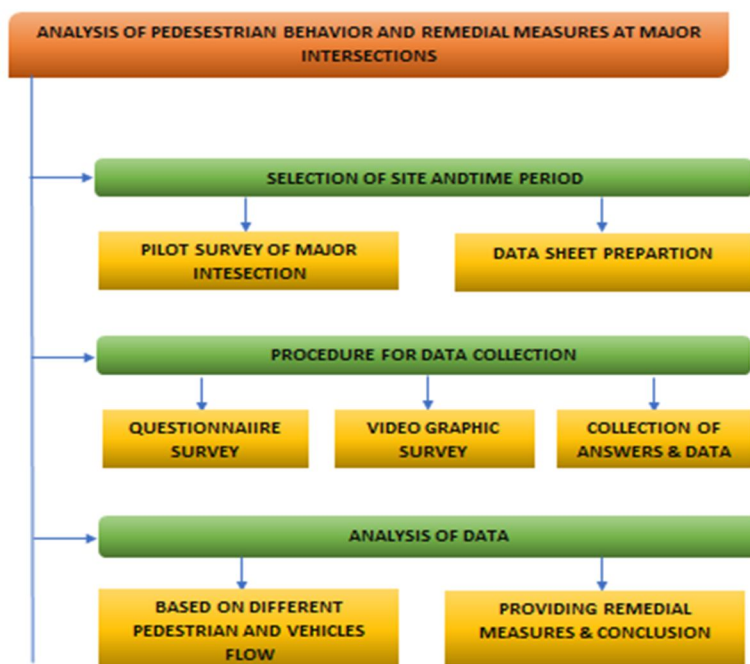 ANALYSIS OF PEDESESTRIAN BEHAVIOR AND REMEDIAL MEASURES AT MAJOR
INTERSECTIONS
SELECTION OF SITE ANDTIME PERIOD
PILOT SURVEY OF MAJOR
INTESECTION
DATA SHEET PREPARTION
PROCEDURE FOR DATA COLLECTION
QUESTIONNAIIRE
SURVEY
VIDEO GRAPHIC
SURVEY
COLLECTION OF
ANSWERS & DATA
ANALYSIS OF DATA
BASED ON DIFFERENT
PEDESTRIAN AND VEHICLES
FLOW
PROVIDING REMEDIAL
MEASURES & CONCLUSION